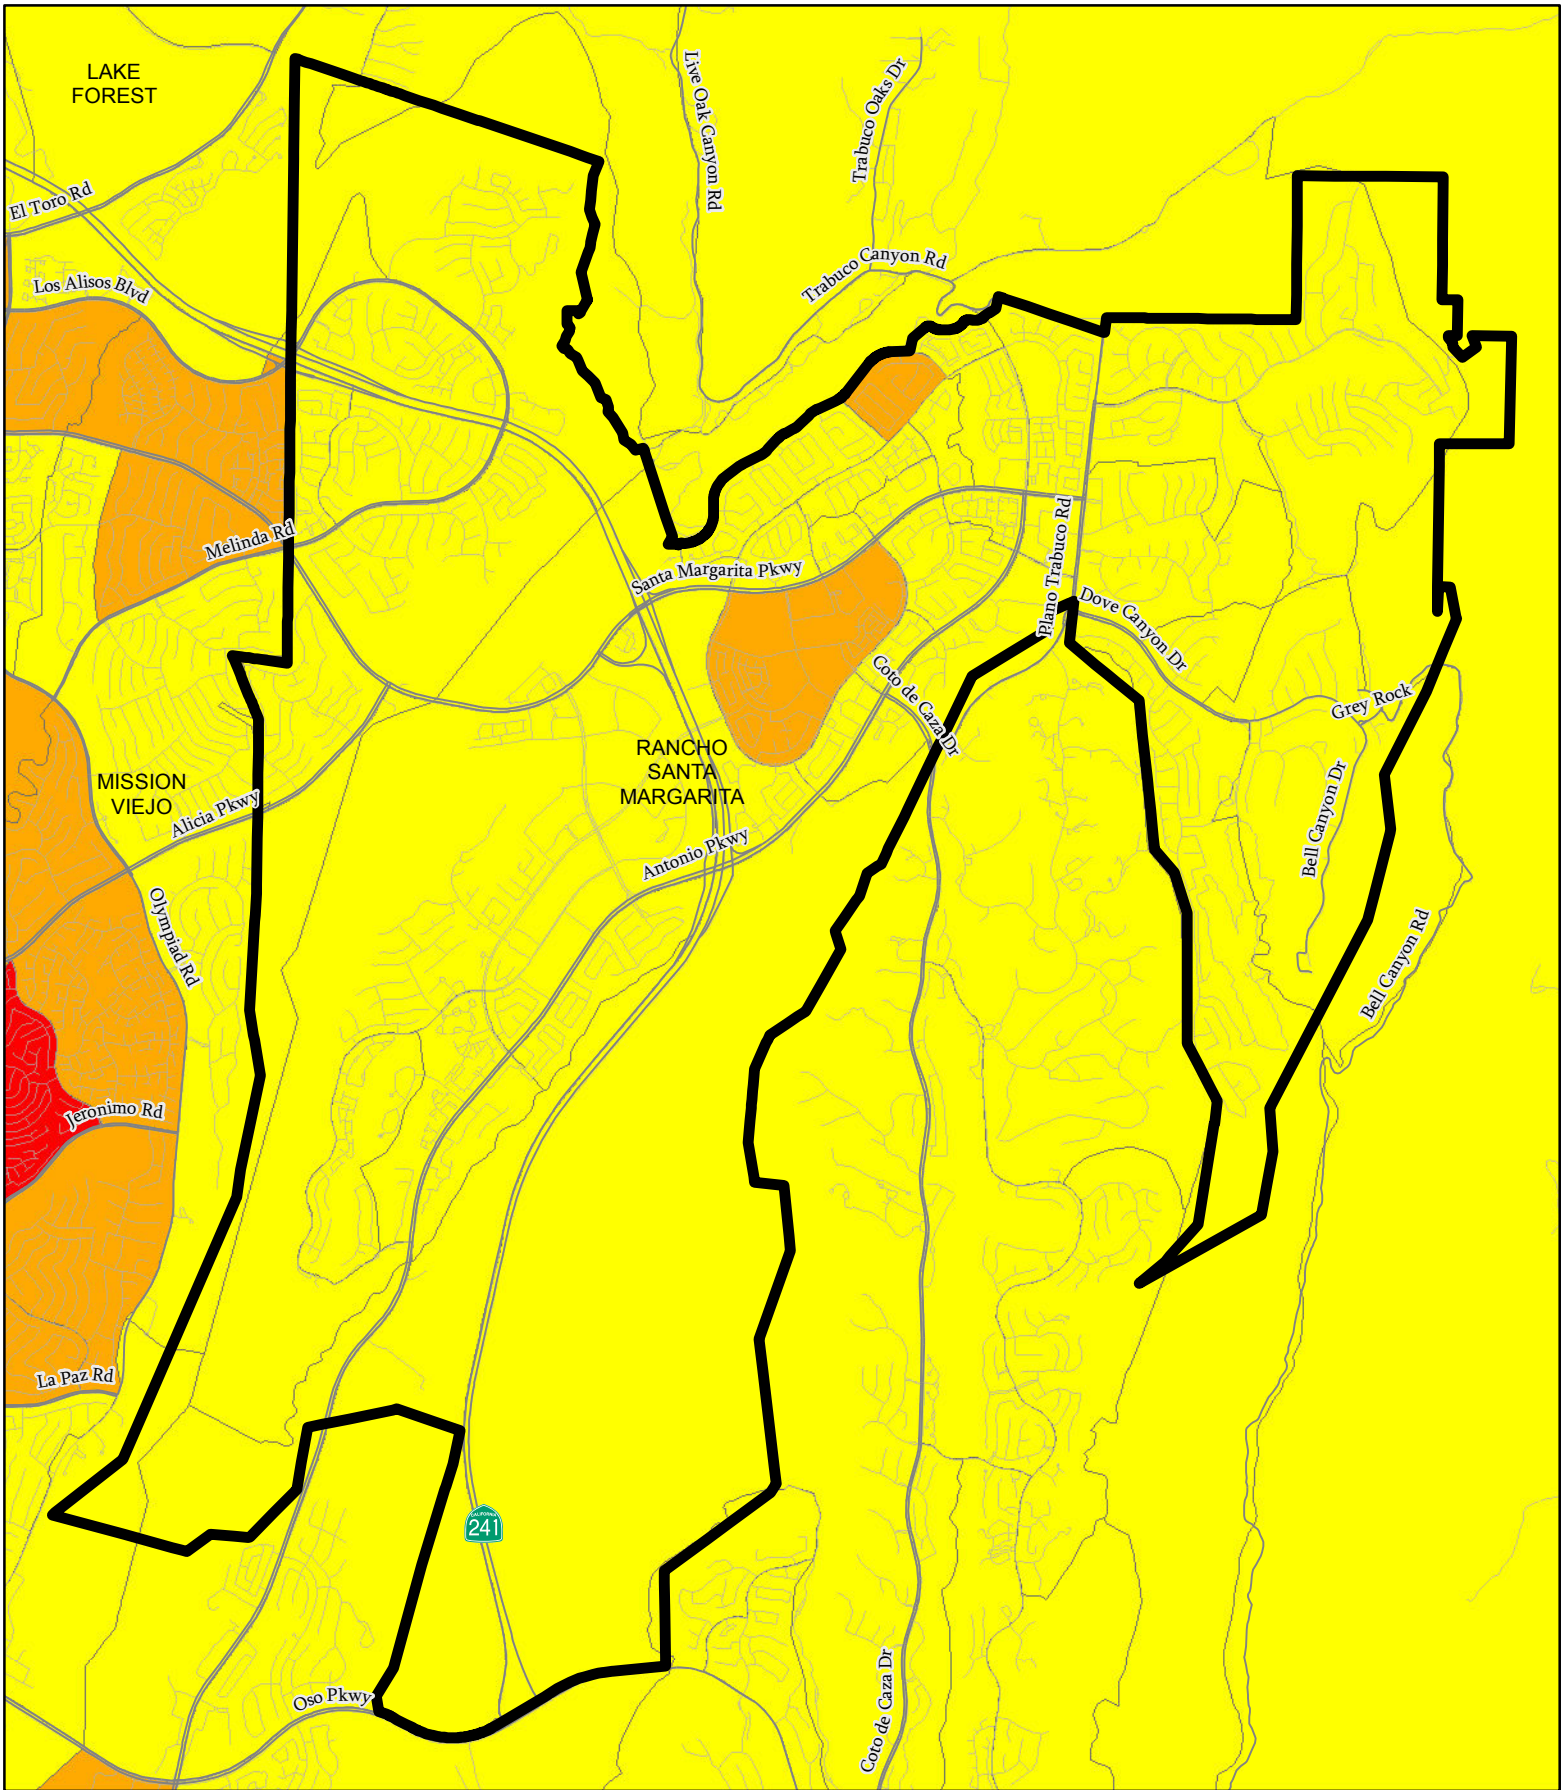 LAKE
FOREST
Live Oak Canyon Rd
Trabuco Oaks Dr
El Toro Rd
Los Alisos Blvd
Trabuco Canyon Rd
Melinda Rd
Santa Margarita Pkwy
Plano Trabuco Rd
Dove Canyon Dr
Coto de Caza Dr
Grey Rock
RANCHO
SANTA
MARGARITA
MISSION
VIEJO
Alicia Pkwy
Antonio Pkwy
Bell Canyon Dr
Olympiad Rd
Bell Canyon Rd
Jeronimo Rd
La Paz Rd
CALIFORNIA
241
Oso Pkwy
Coto de Caza Dr